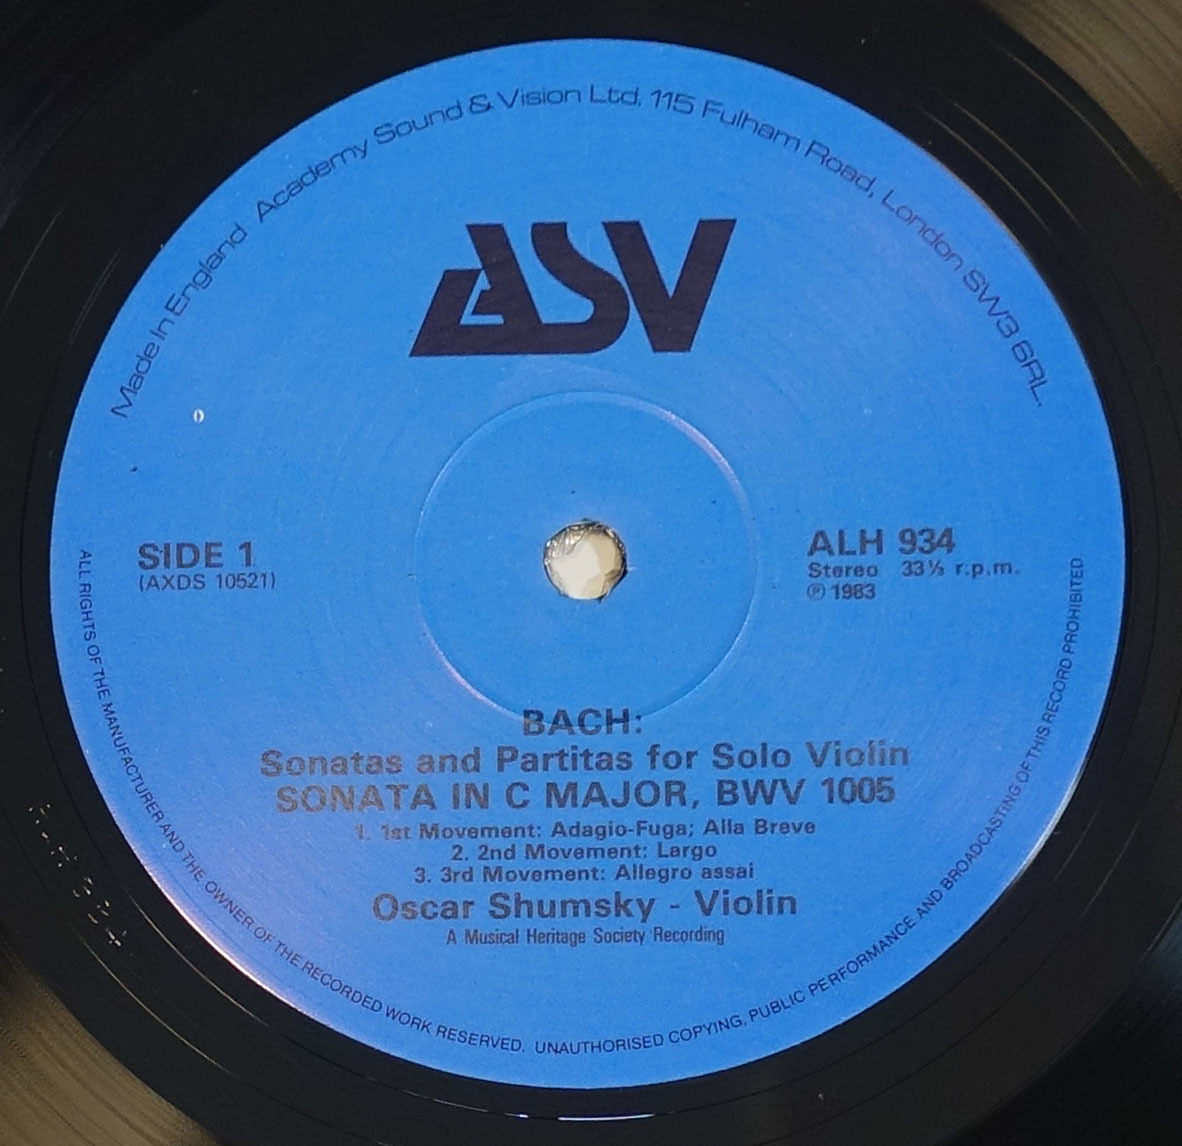 Made In England Academy Sound & Vision Ltd. 115 Fulham Road, London SW3 6RL.
ASV
SIDE 1
(AXDS 10521)
ALH 934
Stereo 33⅓ r.p.m.
℗ 1983
BACH:
Sonatas and Partitas for Solo Violin
SONATA IN C MAJOR, BWV 1005
1. 1st Movement: Adagio-Fuga; Alla Breve
2. 2nd Movement: Largo
3. 3rd Movement: Allegro assai
Oscar Shumsky - Violin
A Musical Heritage Society Recording
ALL RIGHTS OF THE MANUFACTURER AND THE OWNER OF THE RECORDED WORK RESERVED. UNAUTHORISED COPYING, PUBLIC PERFORMANCE AND BROADCASTING OF THIS RECORD PROHIBITED